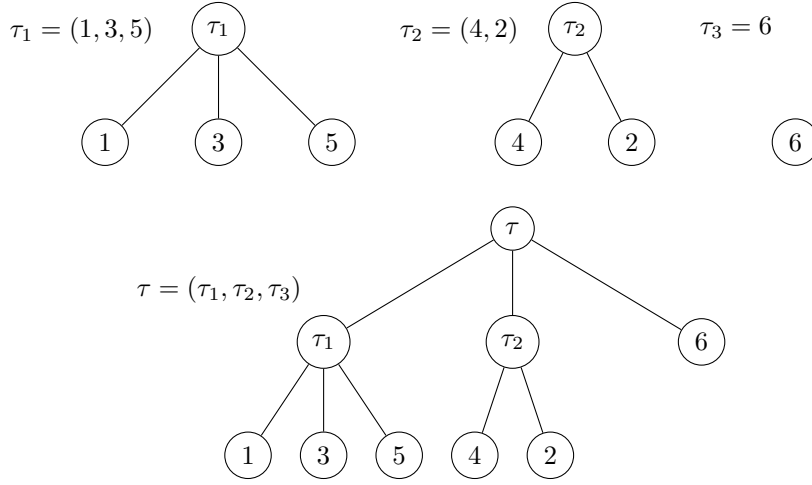 τ₁ = (1, 3, 5)
τ₁
τ₂ = (4, 2)
τ₂
τ₃ = 6
1
3
5
4
2
6
τ
τ = (τ₁, τ₂, τ₃)
τ₁
τ₂
6
1
3
5
4
2